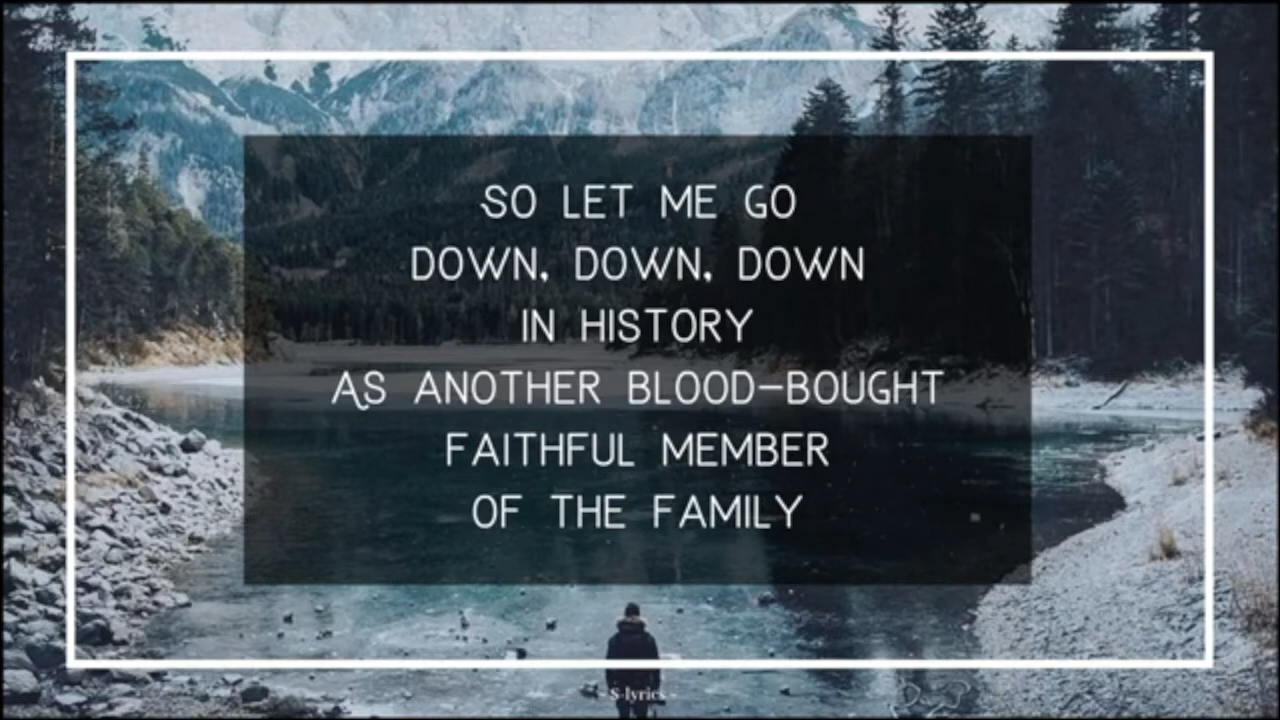 SO LET ME GO
DOWN, DOWN, DOWN
IN HISTORY
AS ANOTHER BLOOD-BOUGHT
FAITHFUL MEMBER
OF THE FAMILY
- S-lyrics -